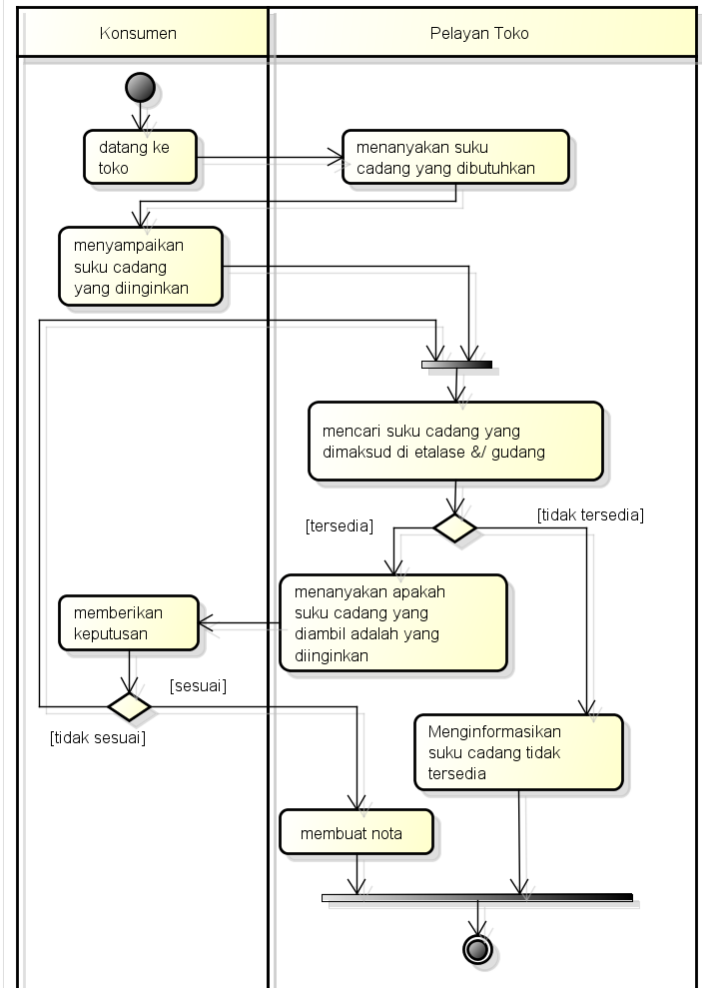 Konsumen
Pelayan Toko
datang ke
toko
menanyakan suku
cadang yang dibutuhkan
menyampaikan
suku cadang
yang diinginkan
mencari suku cadang yang
dimaksud di etalase &/ gudang
[tersedia]
[tidak tersedia]
menanyakan apakah
suku cadang yang
diambil adalah yang
diinginkan
memberikan
keputusan
[sesuai]
[tidak sesuai]
Menginformasikan
suku cadang tidak
tersedia
membuat nota